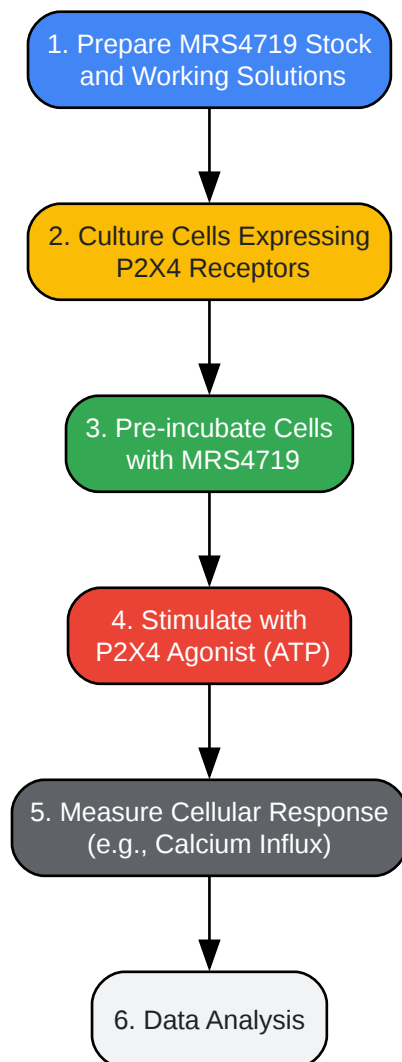 1. Prepare MRS4719 Stock
and Working Solutions
2. Culture Cells Expressing
P2X4 Receptors
3. Pre-incubate Cells
with MRS4719
4. Stimulate with
P2X4 Agonist (ATP)
5. Measure Cellular Response
(e.g., Calcium Influx)
6. Data Analysis